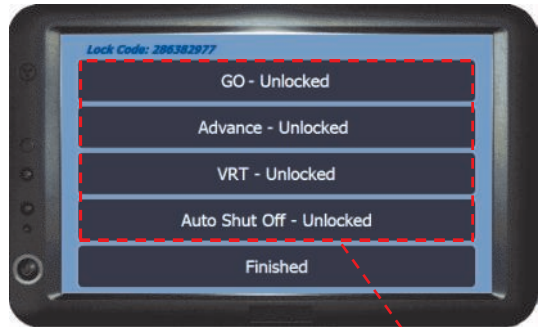 Lock Code: 286382977
GO - Unlocked
Advance - Unlocked
VRT - Unlocked
Auto Shut Off - Unlocked
Finished